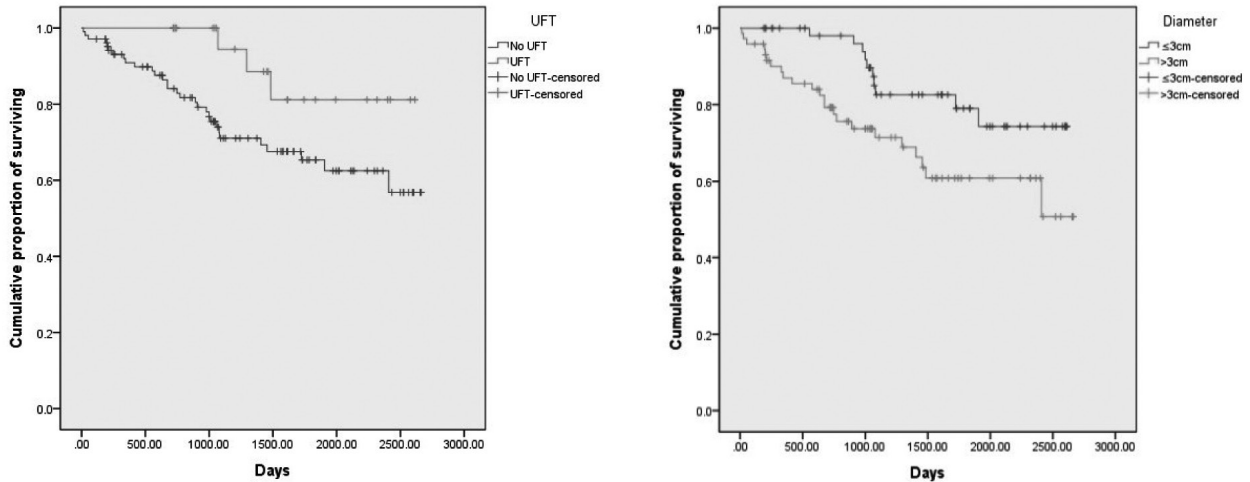 UFT
No UFT
UFT
No UFT-censored
UFT-censored
Cumulative proportion of surviving
1.0
0.8
0.6
0.4
0.2
0.0
.00 500.00 1000.00 1500.00 2000.00 2500.00 3000.00
Days
Diameter
≤3cm
>3cm
≤3cm-censored
>3cm-censored
Cumulative proportion of surviving
1.0
0.8
0.6
0.4
0.2
0.0
.00 500.00 1000.00 1500.00 2000.00 2500.00 3000.00
Days